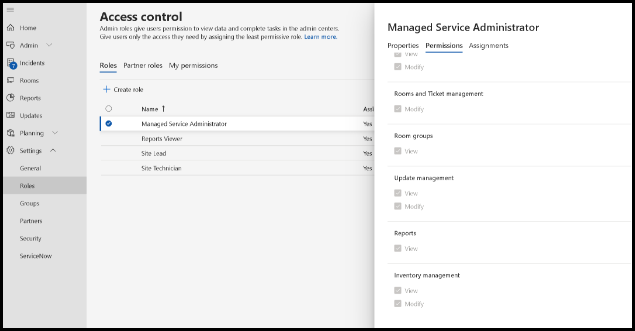 Home
Admin
Incidents
Rooms
Reports
Updates
Planning
Settings
General
Roles
Groups
Partners
Security
ServiceNow
Access control
Admin roles give users permission to view data and complete tasks in the admin centers.
Give users only the access they need by assigning the least permissive role. Learn more.
Roles Partner roles My permissions
+ Create role
Name ↑ Assi
Managed Service Administrator Yes
Reports Viewer Yes
Site Lead Yes
Site Technician Yes
Managed Service Administrator
Properties Permissions Assignments
View
Modify
Rooms and Ticket management
Modify
Room groups
View
Update management
View
Modify
Reports
View
Inventory management
View
Modify